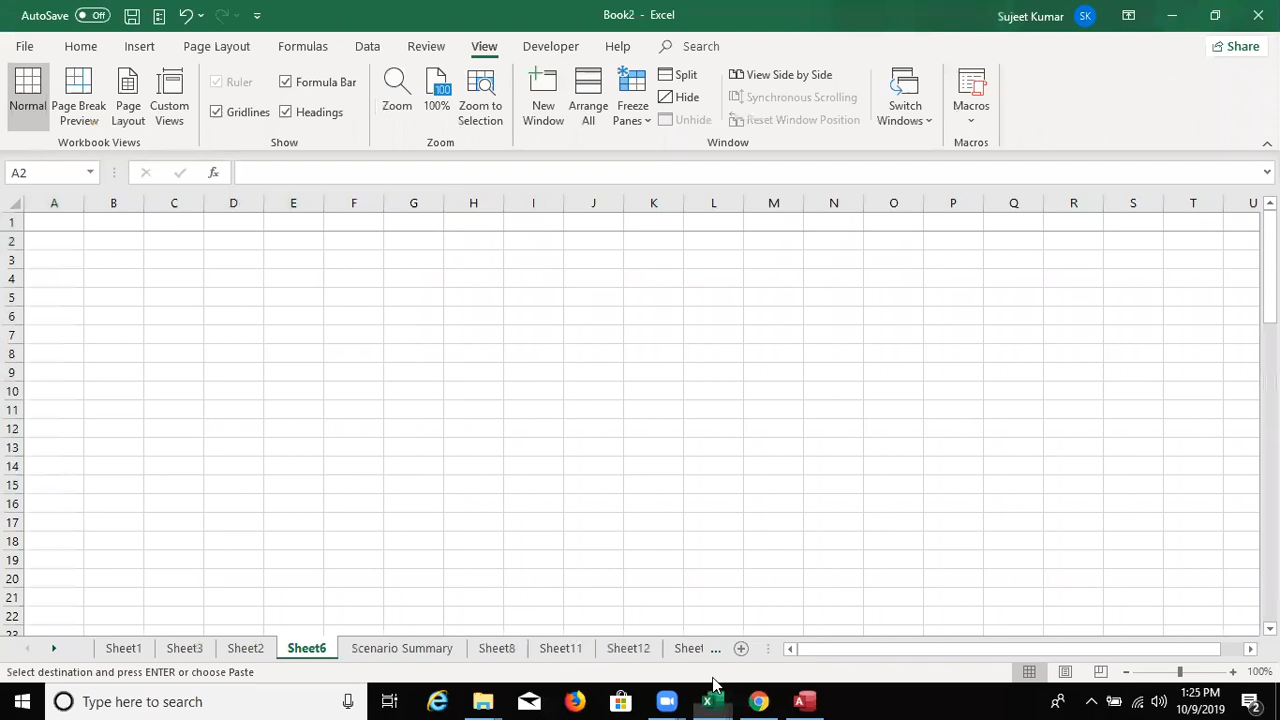 AutoSave Off Book2 - Excel Sujeet Kumar SK
File Home Insert Page Layout Formulas Data Review View Developer Help Search Share
Normal Page Break Preview Page Layout Custom Views
Workbook Views
Ruler Formula Bar
Gridlines Headings
Show
Zoom 100% Zoom to Selection
Zoom
New Window Arrange All Freeze Panes
Split
Hide
Unhide
View Side by Side
Synchronous Scrolling
Reset Window Position
Switch Windows
Window
Macros
Macros
A2 fx
A B C D E F G H I J K L M N O P Q R S T U
1
2
3
4
5
6
7
8
9
10
11
12
13
14
15
16
17
18
19
20
21
22
23
Sheet1 Sheet3 Sheet2 Sheet6 Scenario Summary Sheet8 Sheet11 Sheet12 Sheet ...
Select destination and press ENTER or choose Paste 100%
Type here to search 1:25 PM
10/9/2019 2